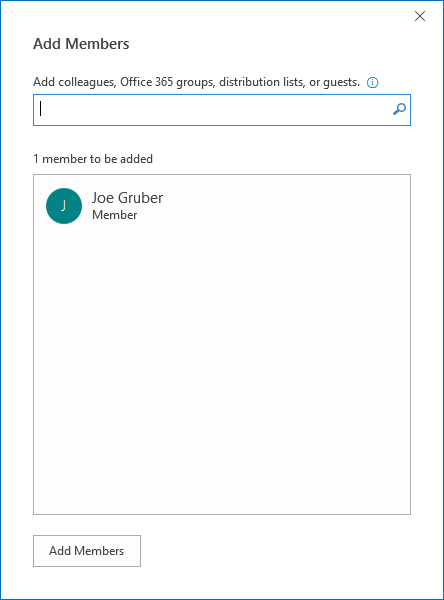 Add Members
Add colleagues, Office 365 groups, distribution lists, or guests.
1 member to be added
J
Joe Gruber
Member
Add Members